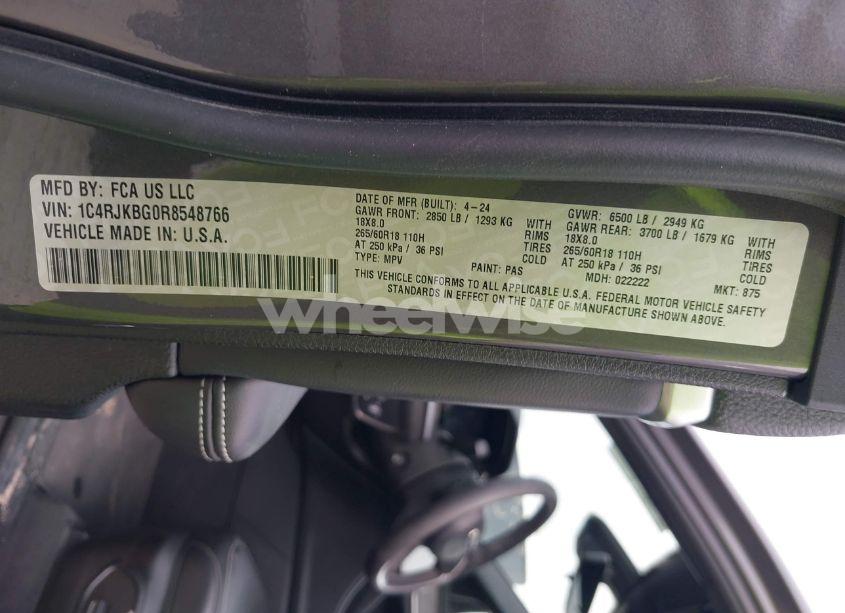 MFD BY: FCA US LLC
VIN: 1C4RJKBG0R8548766
VEHICLE MADE IN: U.S.A.
DATE OF MFR (BUILT): 4-24
GAWR FRONT: 2850 LB / 1293 KG WITH
18X8.0 RIMS
265/60R18 110H TIRES
AT 250 kPa / 36 PSI COLD
TYPE: MPV PAINT: PAS
GVWR: 6500 LB / 2949 KG
GAWR REAR: 3700 LB / 1679 KG WITH
18X8.0 RIMS
265/60R18 110H TIRES
AT 250 kPa / 36 PSI COLD
MDH: 022222 MKT: 875
THIS VEHICLE CONFORMS TO ALL APPLICABLE U.S.A. FEDERAL MOTOR VEHICLE SAFETY
STANDARDS IN EFFECT ON THE DATE OF MANUFACTURE SHOWN ABOVE.
wheelwise